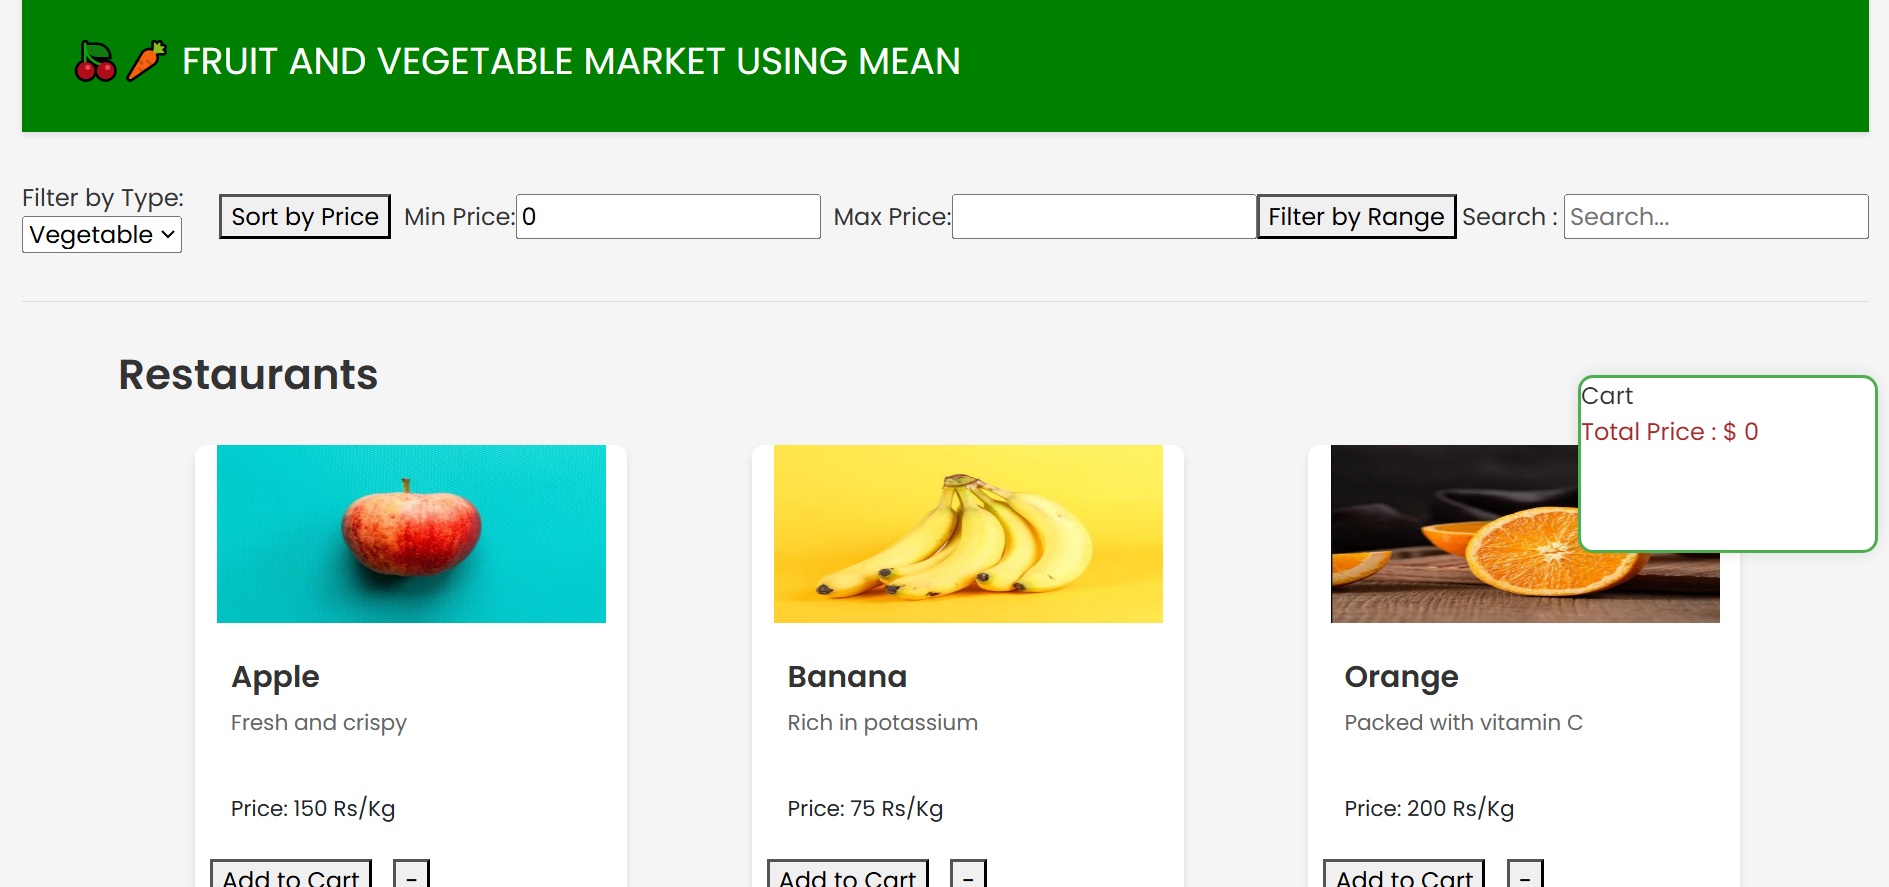 FRUIT AND VEGETABLE MARKET USING MEAN
Filter by Type:
Vegetable
Sort by Price
Min Price: 0
Max Price:
Filter by Range
Search : Search...
Restaurants
Cart
Total Price : $ 0
Apple
Fresh and crispy
Price: 150 Rs/Kg
Add to Cart -
Banana
Rich in potassium
Price: 75 Rs/Kg
Add to Cart -
Orange
Packed with vitamin C
Price: 200 Rs/Kg
Add to Cart -